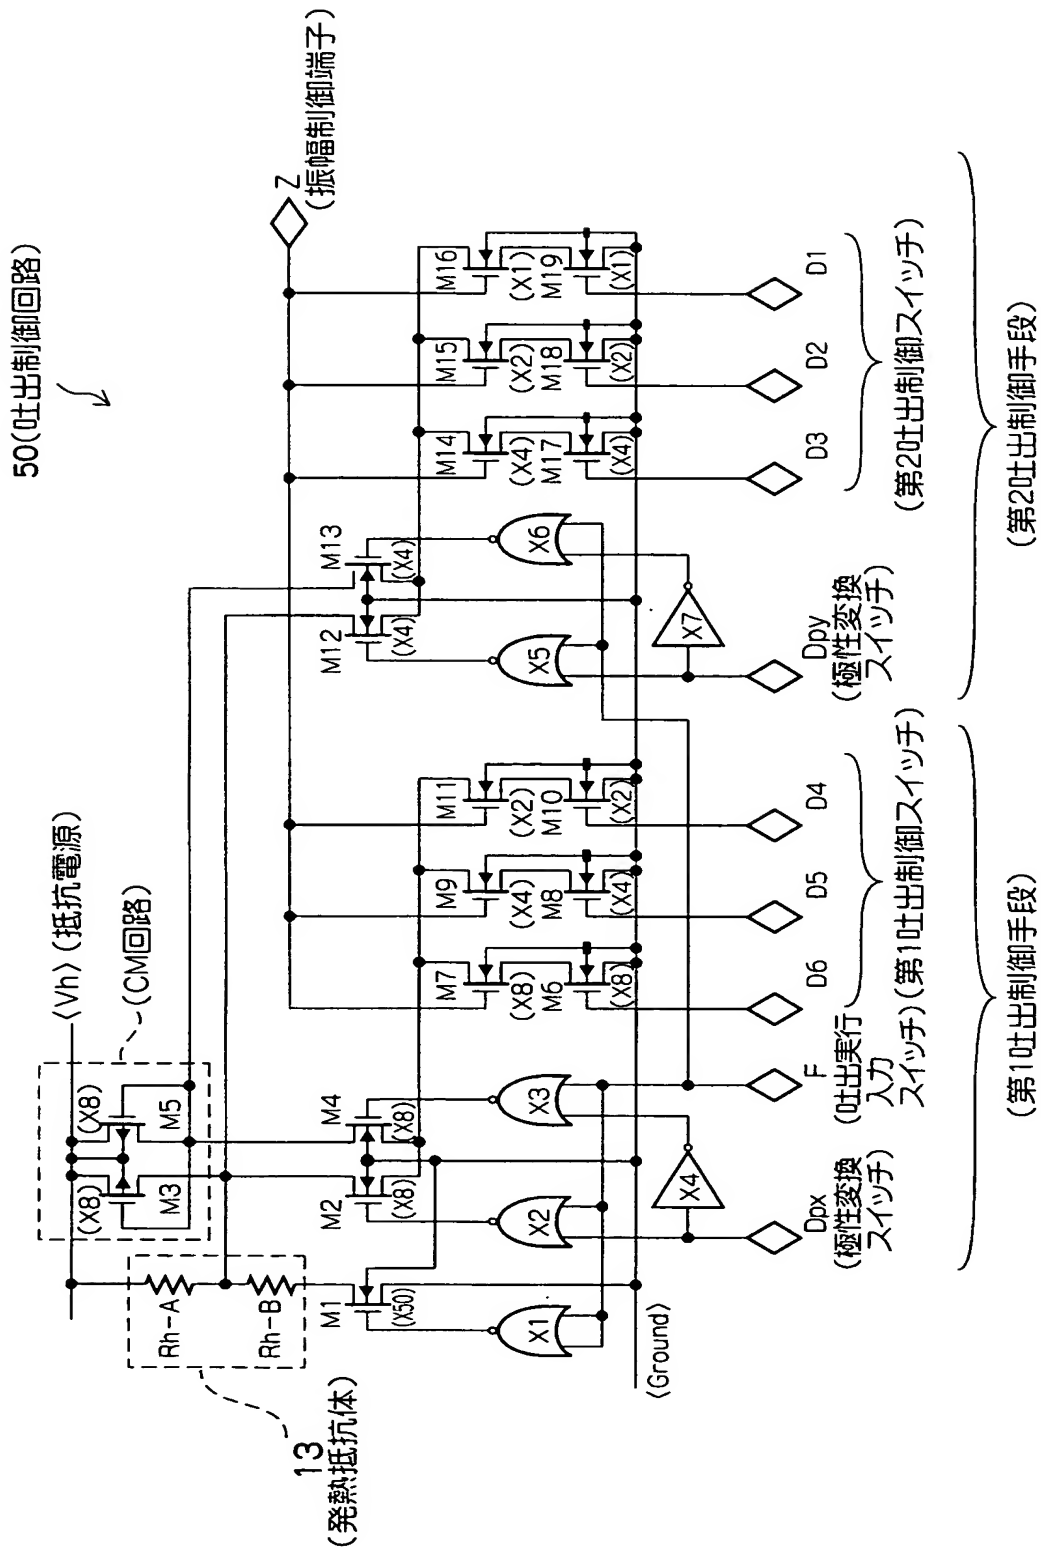 50(吐出制御回路)
⟨Vh⟩(抵抗電源)
(CM回路)
(X8)
(X8)
M3
M5
Rh-A
Rh-B
13
(発熱抵抗体)
Z
(振幅制御端子)
M1
(X50)
M2
(X8)
M4
(X8)
M7
(X8)
M6
(X8)
M9
(X4)
M8
(X4)
M11
(X2)
M10
(X2)
M12
(X4)
M13
(X4)
M14
(X4)
M17
(X4)
M15
(X2)
M18
(X2)
M16
(X1)
M19
(X1)
X1
X2
X3
X4
X5
X6
X7
⟨Ground⟩
Dpx
(極性変換
スイッチ)
F
(吐出実行
入力
スイッチ)
D6
D5
D4
(第1吐出制御スイッチ)
Dpy
(極性変換
スイッチ)
D3
D2
D1
(第2吐出制御スイッチ)
(第1吐出制御手段)
(第2吐出制御手段)